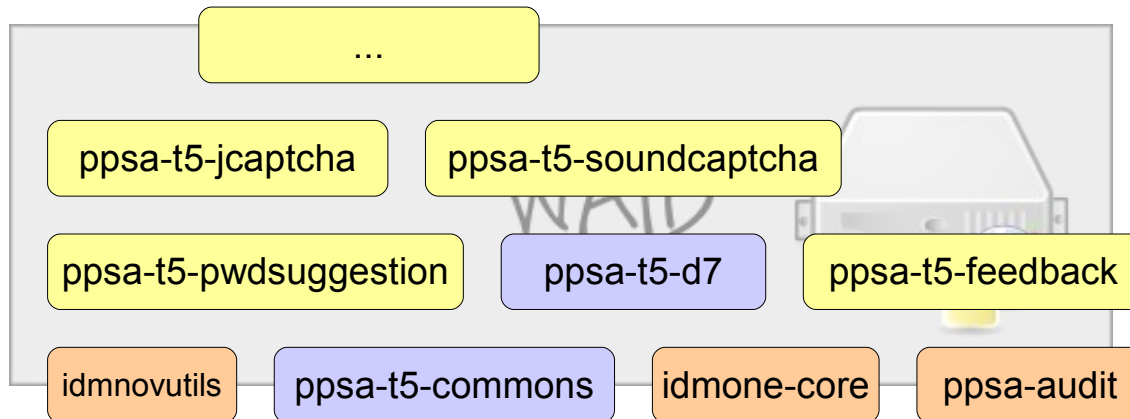 ...
ppsa-t5-jcaptcha
ppsa-t5-soundcaptcha
ppsa-t5-pwdsuggestion
ppsa-t5-d7
ppsa-t5-feedback
idmnovutils
ppsa-t5-commons
idmone-core
ppsa-audit